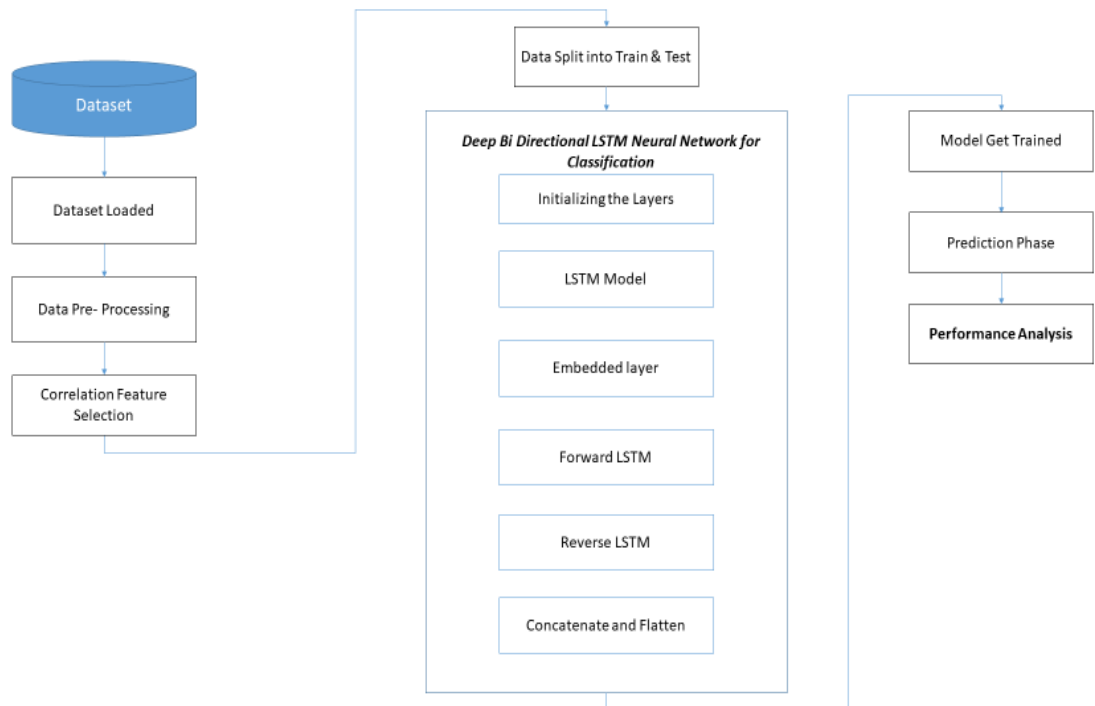 Dataset
Dataset Loaded
Data Pre- Processing
Correlation Feature
Selection
Data Split into Train & Test
Deep Bi Directional LSTM Neural Network for
Classification
Initializing the Layers
LSTM Model
Embedded layer
Forward LSTM
Reverse LSTM
Concatenate and Flatten
Model Get Trained
Prediction Phase
Performance Analysis